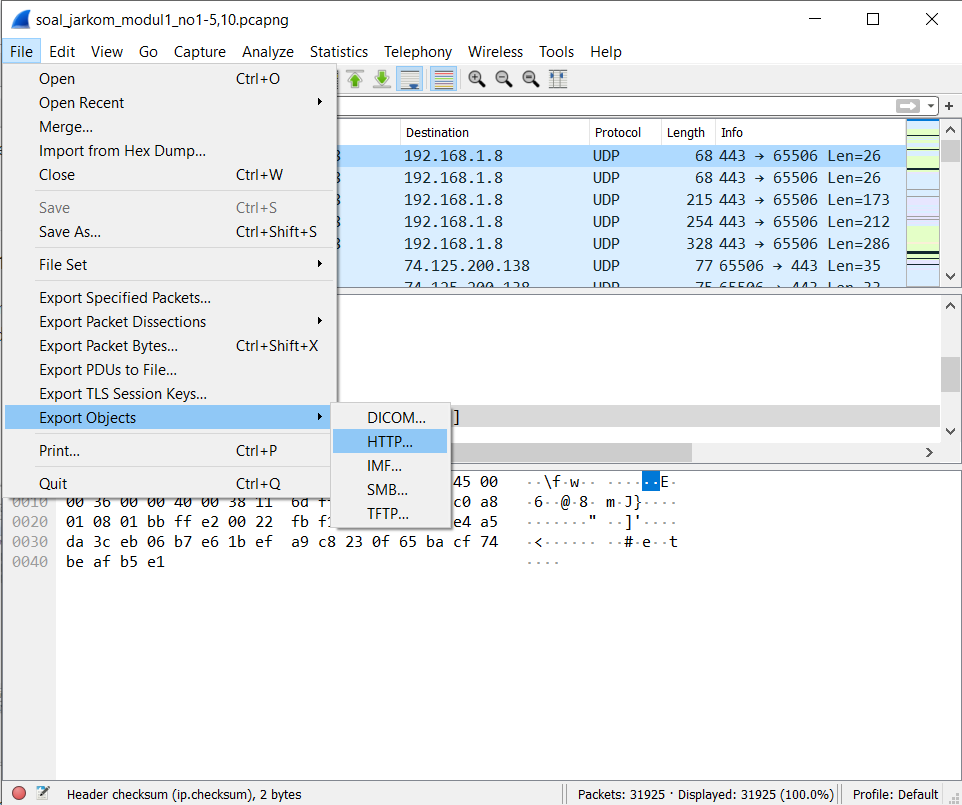 soal_jarkom_modul1_no1-5,10.pcapng
File Edit View Go Capture Analyze Statistics Telephony Wireless Tools Help
Open Ctrl+O
Open Recent
Merge...
Import from Hex Dump...
Close Ctrl+W
Save Ctrl+S
Save As... Ctrl+Shift+S
File Set
Export Specified Packets...
Export Packet Dissections
Export Packet Bytes... Ctrl+Shift+X
Export PDUs to File...
Export TLS Session Keys...
Export Objects
Print... Ctrl+P
Quit Ctrl+Q
DICOM...
HTTP...
IMF...
SMB...
TFTP...
Destination Protocol Length Info
192.168.1.8 UDP 68 443 → 65506 Len=26
192.168.1.8 UDP 68 443 → 65506 Len=26
192.168.1.8 UDP 215 443 → 65506 Len=173
192.168.1.8 UDP 254 443 → 65506 Len=212
192.168.1.8 UDP 328 443 → 65506 Len=286
74.125.200.138 UDP 77 65506 → 443 Len=35
74.125.200.138 UDP 75 65506 → 443 Len=33
]
45 00 ··\f·w·· ·····E·
0010 00 36 00 00 40 00 38 11 6d c0 a8 ·6··@·8· m·J}····
0020 01 08 01 bb ff e2 00 22 fb e4 a5 ·······" ··]'····
0030 da 3c eb 06 b7 e6 1b ef a9 c8 23 0f 65 ba cf 74 ·<······ ··#·e··t
0040 be af b5 e1 ····
Header checksum (ip.checksum), 2 bytes
Packets: 31925 · Displayed: 31925 (100.0%)
Profile: Default